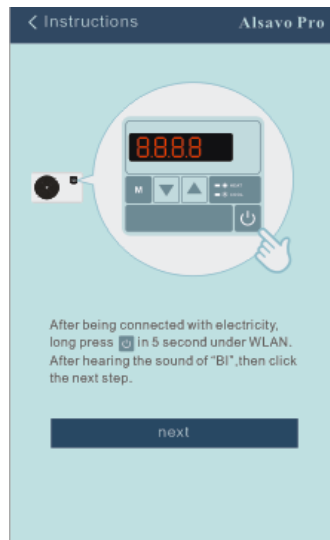 < Instructions Alsavo Pro
8.8.8.8
M
After being connected with electricity,
long press in 5 second under WLAN.
After hearing the sound of "BI",then click
the next step.
next